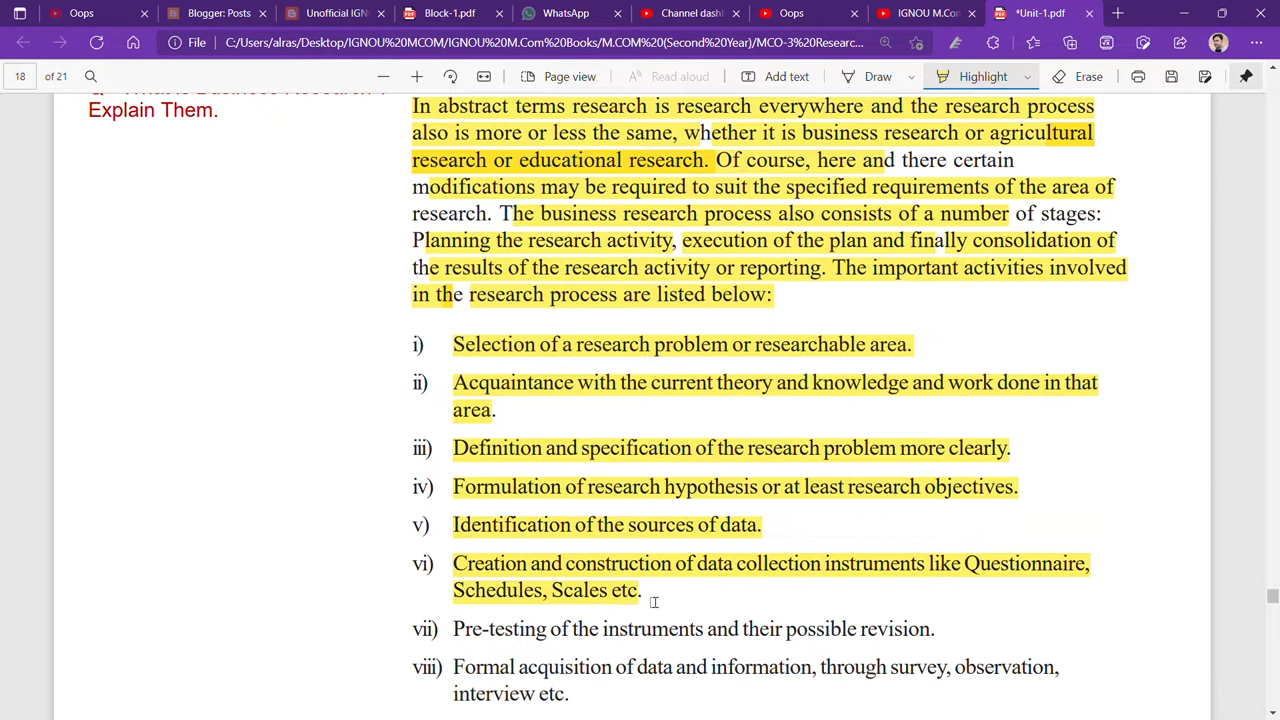 Oops
Blogger: Posts
Unofficial IGNO
Block-1.pdf
WhatsApp
Channel dash
Oops
IGNOU M.Con
*Unit-1.pdf
File
C:/Users/alras/Desktop/IGNOU%20MCOM/IGNOU%20M.Com%20Books/M.COM%20(Second%20Year)/MCO-3%20Researc...
18 of 21
Page view
Read aloud
Add text
Draw
Highlight
Erase
Explain Them.
In abstract terms research is research everywhere and the research process
also is more or less the same, whether it is business research or agricultural
research or educational research. Of course, here and there certain
modifications may be required to suit the specified requirements of the area of
research. The business research process also consists of a number of stages:
Planning the research activity, execution of the plan and finally consolidation of
the results of the research activity or reporting. The important activities involved
in the research process are listed below:
i) Selection of a research problem or researchable area.
ii) Acquaintance with the current theory and knowledge and work done in that
area.
iii) Definition and specification of the research problem more clearly.
iv) Formulation of research hypothesis or at least research objectives.
v) Identification of the sources of data.
vi) Creation and construction of data collection instruments like Questionnaire,
Schedules, Scales etc.
vii) Pre-testing of the instruments and their possible revision.
viii) Formal acquisition of data and information, through survey, observation,
interview etc.